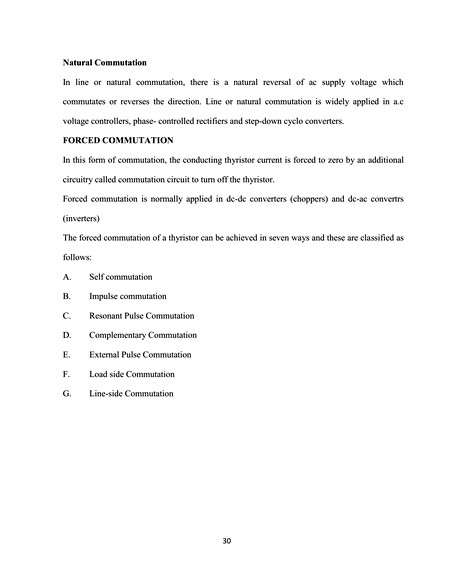 Natural Commutation
In line or natural commutation, there is a natural reversal of ac supply voltage which
commutates or reverses the direction. Line or natural commutation is widely applied in a.c
voltage controllers, phase- controlled rectifiers and step-down cyclo converters.
FORCED COMMUTATION
In this form of commutation, the conducting thyristor current is forced to zero by an additional
circuitry called commutation circuit to turn off the thyristor.
Forced commutation is normally applied in dc-dc converters (choppers) and dc-ac convertrs
(inverters)
The forced commutation of a thyristor can be achieved in seven ways and these are classified as
follows:
A. Self commutation
B. Impulse commutation
C. Resonant Pulse Commutation
D. Complementary Commutation
E. External Pulse Commutation
F. Load side Commutation
G. Line-side Commutation
30